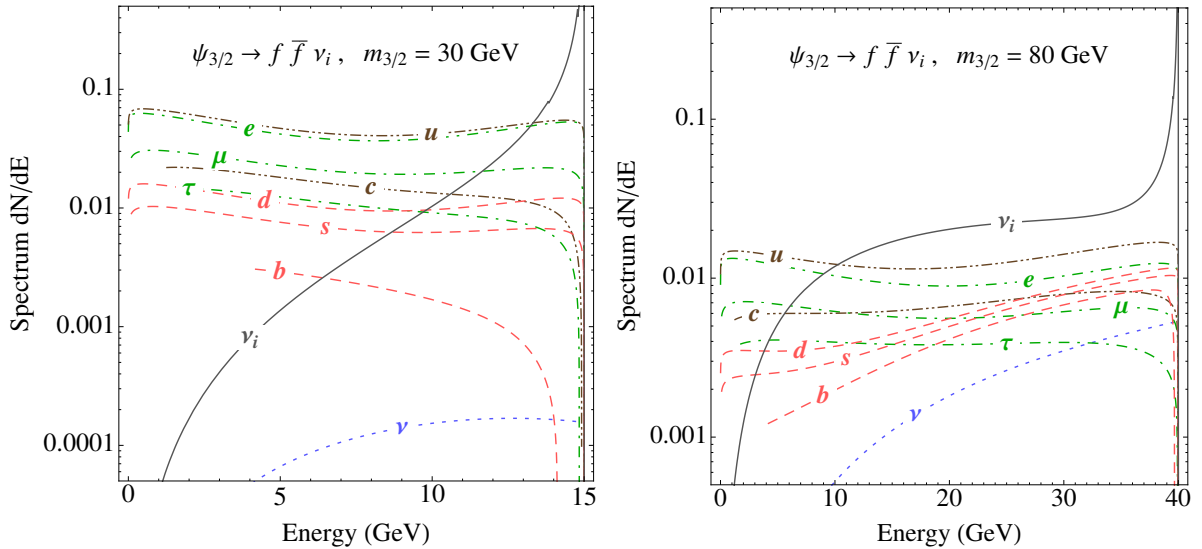 ψ3/2 → f f̅ νi , m3/2 = 30 GeV
Spectrum dN/dE
0.1
0.01
0.001
0.0001
e
u
μ
c
τ
d
s
b
νi
ν
0
5
10
15
Energy (GeV)
ψ3/2 → f f̅ νi , m3/2 = 80 GeV
Spectrum dN/dE
0.1
0.01
0.001
νi
u
e
c
μ
d
s
τ
b
ν
0
10
20
30
40
Energy (GeV)